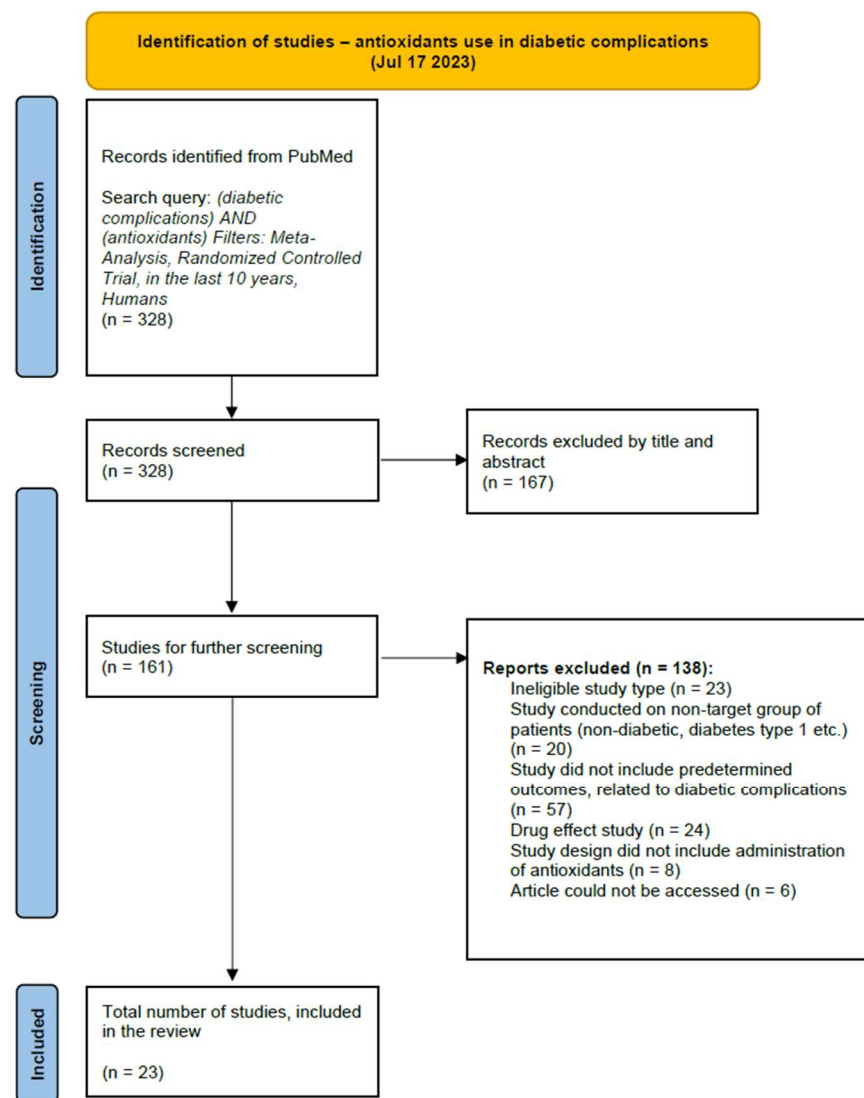 Identification of studies – antioxidants use in diabetic complications
(Jul 17 2023)
Identification
Records identified from PubMed
Search query: (diabetic
complications) AND
(antioxidants) Filters: Meta-
Analysis, Randomized Controlled
Trial, in the last 10 years,
Humans
(n = 328)
Records screened
(n = 328)
Records excluded by title and
abstract
(n = 167)
Screening
Studies for further screening
(n = 161)
Reports excluded (n = 138):
Ineligible study type (n = 23)
Study conducted on non-target group of
patients (non-diabetic, diabetes type 1 etc.)
(n = 20)
Study did not include predetermined
outcomes, related to diabetic complications
(n = 57)
Drug effect study (n = 24)
Study design did not include administration
of antioxidants (n = 8)
Article could not be accessed (n = 6)
Included
Total number of studies, included
in the review
(n = 23)